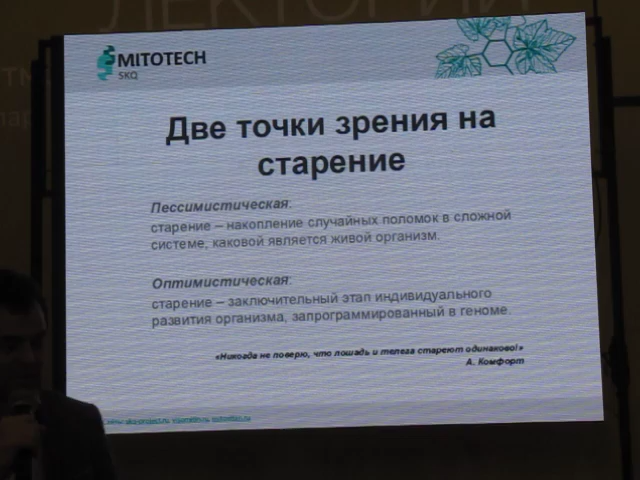 ЛЕКТОРИЙ
MITOTECH
SKQ
Две точки зрения на
старение
Пессимистическая:
старение – накопление случайных поломок в сложной
системе, каковой является живой организм.
Оптимистическая:
старение – заключительный этап индивидуального
развития организма, запрограммированный в геноме.
«Никогда не поверю, что лошадь и телега стареют одинаково!»
А. Комфорт